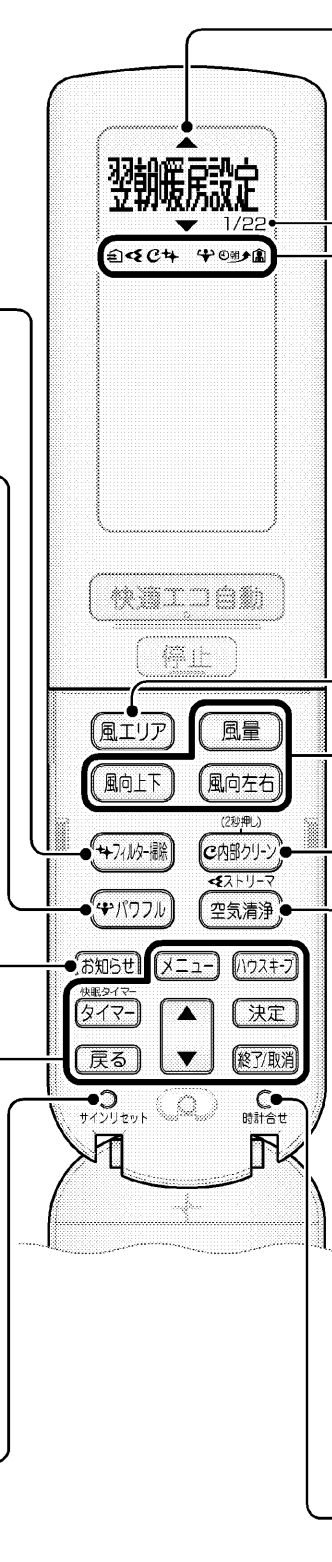 翌朝暖房設定
1/22
朝
快適エコ自動
停止
風エリア 風量
風向上下 風向左右
(2秒押し)
フィルター掃除 内部クリーン
ストリーマ
パワフル 空気清浄
お知らせ メニュー ハウスキープ
快眠タイマー
タイマー 決定
戻る 終了/取消
サインリセット 時計合せ